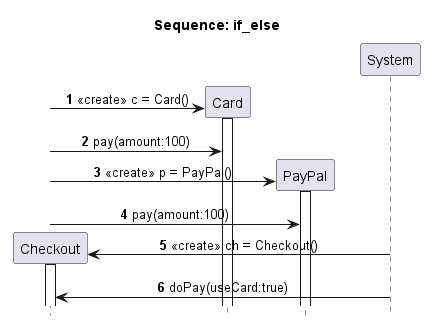 Sequence: if_else
System
1 «create» c = Card()
Card
2 pay(amount:100)
3 «create» p = PayPal()
PayPal
4 pay(amount:100)
Checkout
5 «create» ch = Checkout()
6 doPay(useCard:true)